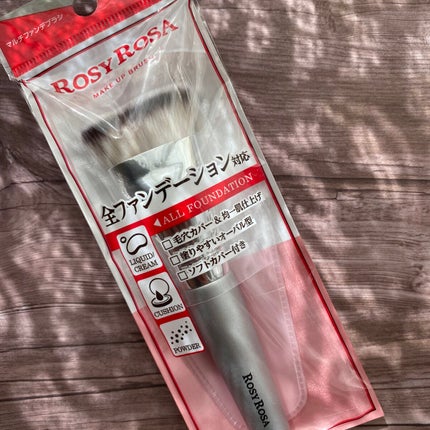 マルチファンデブラシ
ROSY ROSA
MAKE UP BRUSH
全ファンデーション対応
ALL FOUNDATION
毛穴カバー&均一肌仕上げ
塗りやすいオーバル型
ソフトカバー付き
LIQUID/
CREAM
CUSHION
POWDER
ROSY ROSA